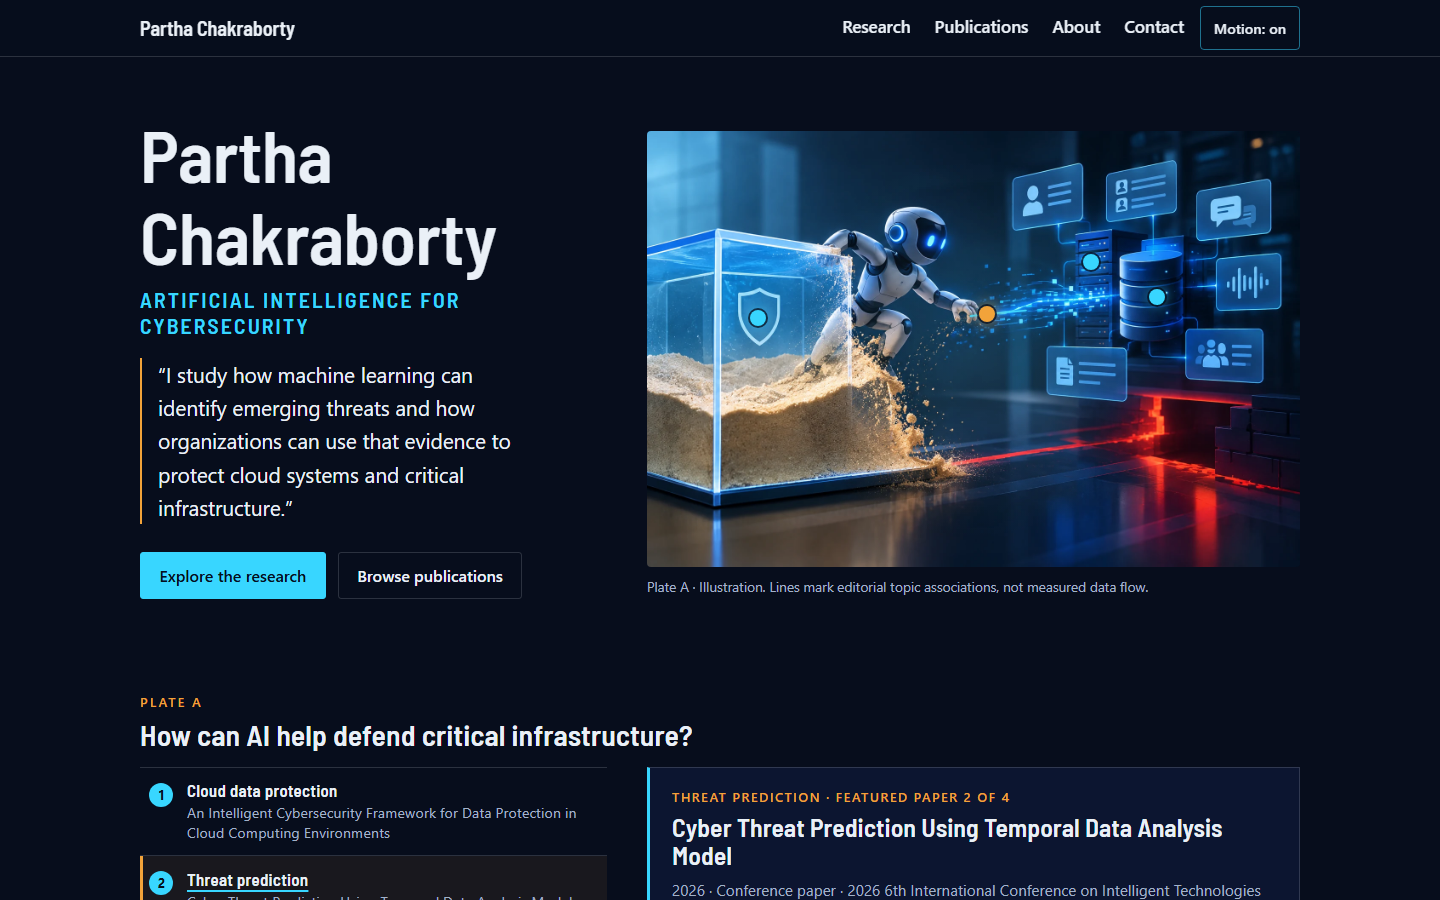 Partha Chakraborty
Research
Publications
About
Contact
Motion: on
Partha
Chakraborty
ARTIFICIAL INTELLIGENCE FOR
CYBERSECURITY
“I study how machine learning can
identify emerging threats and how
organizations can use that evidence to
protect cloud systems and critical
infrastructure.”
Explore the research
Browse publications
Plate A · Illustration. Lines mark editorial topic associations, not measured data flow.
PLATE A
How can AI help defend critical infrastructure?
1
Cloud data protection
An Intelligent Cybersecurity Framework for Data Protection in
Cloud Computing Environments
2
Threat prediction
THREAT PREDICTION · FEATURED PAPER 2 OF 4
Cyber Threat Prediction Using Temporal Data Analysis
Model
2026 · Conference paper · 2026 6th International Conference on Intelligent Technologies